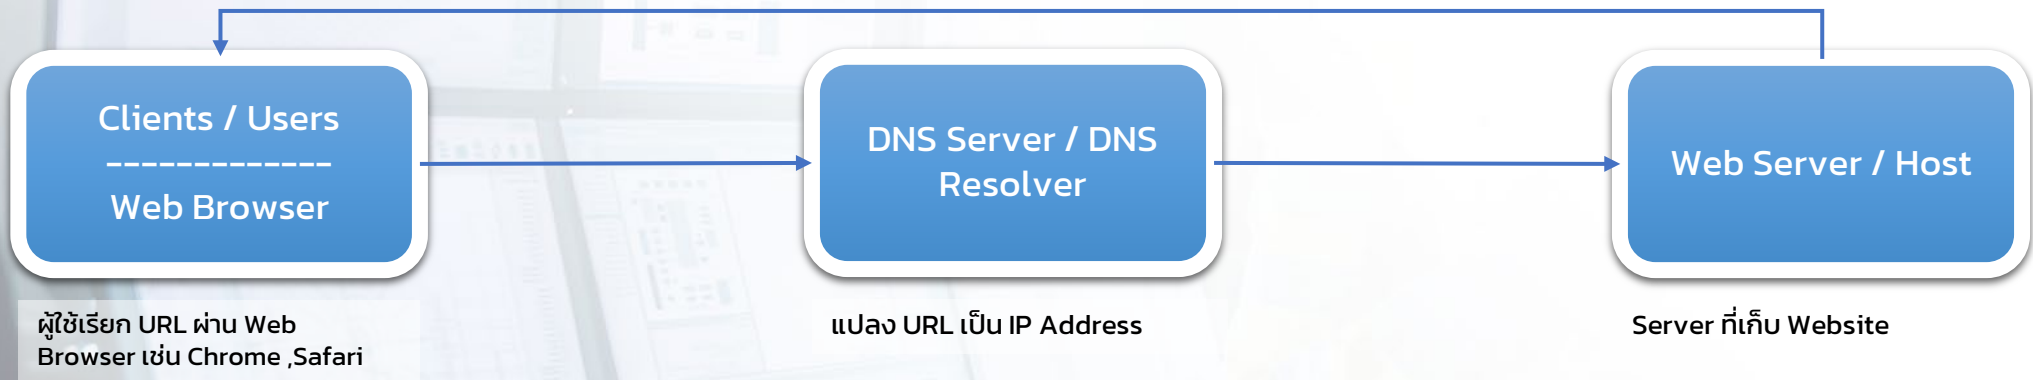 Clients / Users
-------------
Web Browser
DNS Server / DNS
Resolver
Web Server / Host
ผู้ใช้เรียก URL ผ่าน Web
Browser เช่น Chrome ,Safari
แปลง URL เป็น IP Address
Server ที่เก็บ Website